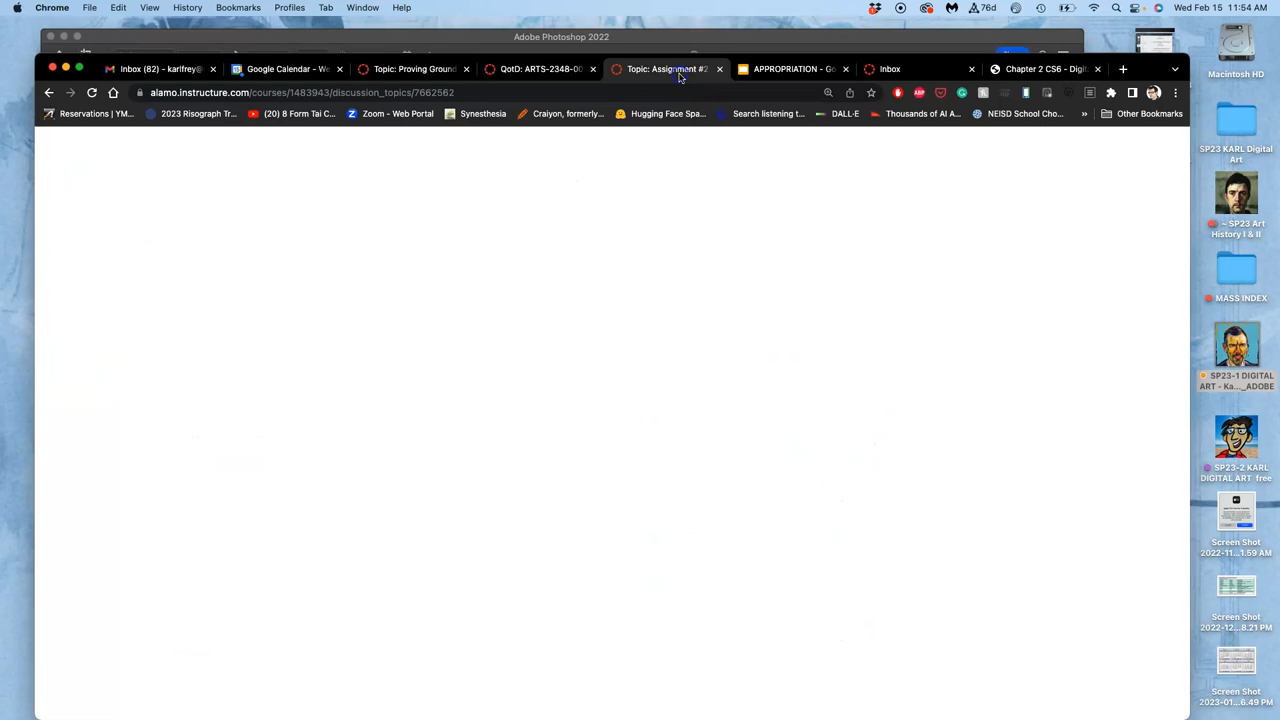 Chrome File Edit View History Bookmarks Profiles Tab Window Help 76d Wed Feb 15 11:54 AM
Adobe Photoshop 2022
Inbox (82) - karlfrey@ Google Calendar - We Topic: Proving Ground QotD ARTS-2348-00 Topic: Assignment #2 APPROPRIATION - Go Inbox Chapter 2 CS6 - Digit
alamo.instructure.com/courses/1483943/discussion_topics/7662562
Reservations | YM... 2023 Risograph Tr... (20) 8 Form Tai C... Zoom - Web Portal Synesthesia Craiyon, formerly... Hugging Face Spa... Search listening t... DALL·E Thousands of AI A... NEISD School Cho... » Other Bookmarks
Macintosh HD
SP23 KARL Digital
Art
~ SP23 Art
History I & II
MASS INDEX
SP23-1 DIGITAL
ART - Ka..._ADOBE
SP23-2 KARL
DIGITAL ART free
Screen Shot
2022-11...1.59 AM
Screen Shot
2022-12...8.21 PM
Screen Shot
2023-01...6.49 PM